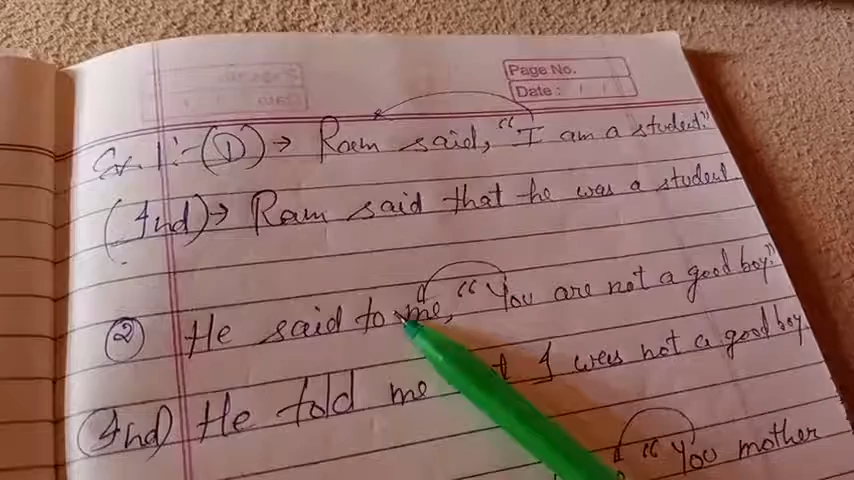 Page No.
Date :
Ex. 1:- (1) → Ram said, "I am a student."
(Ind) → Ram said that he was a student
(2) He said to me, "You are not a good boy."
(Ind) He told me I was not a good boy.
"You mother